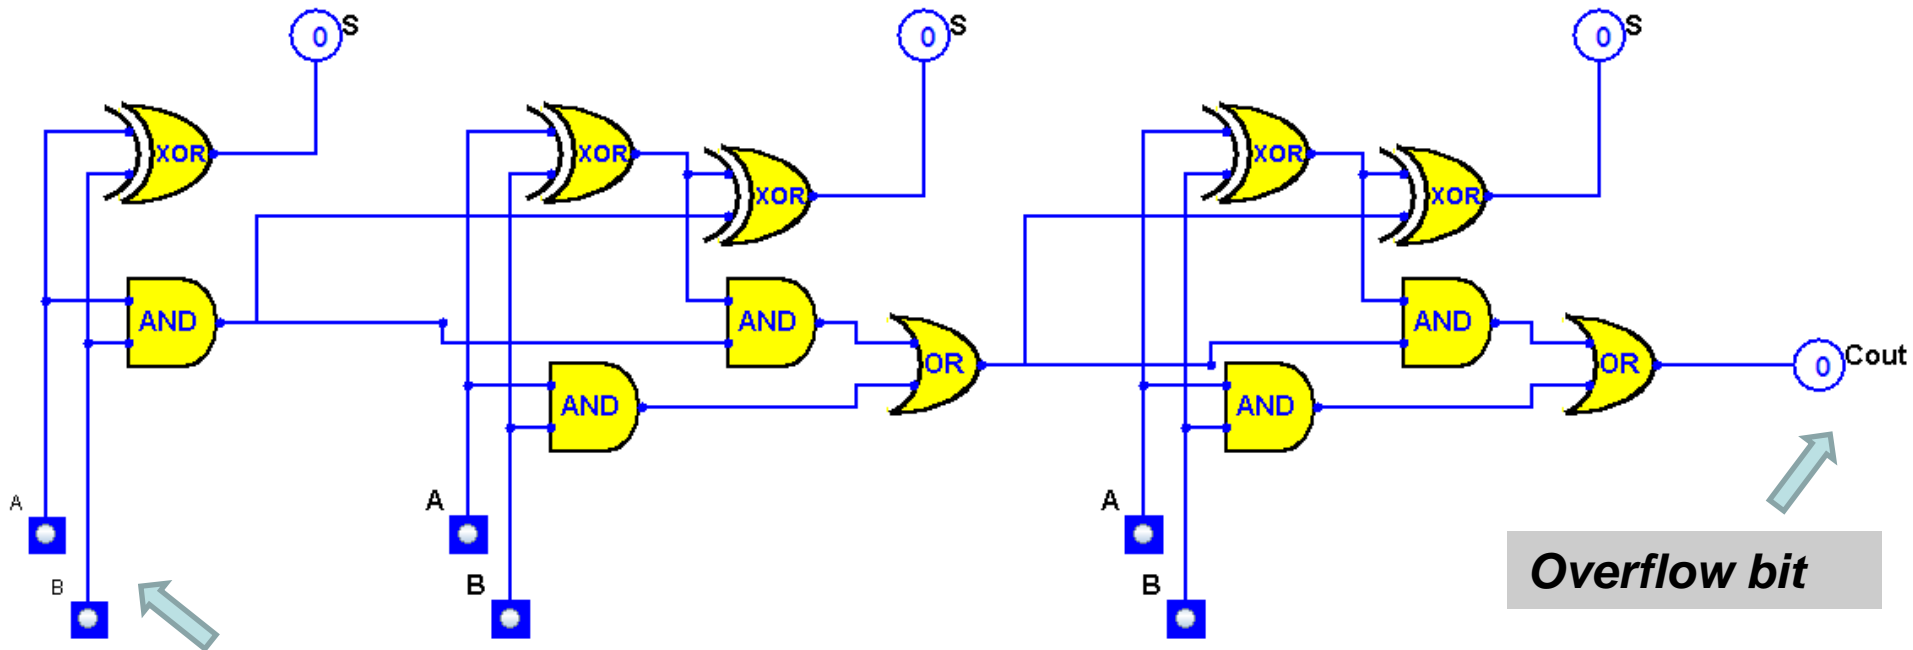 0 S
0 S
0 S
XOR
XOR
XOR
XOR
XOR
AND
AND
AND
OR
OR
0 Cout
AND
AND
A
A
A
B
B
B
Overflow bit